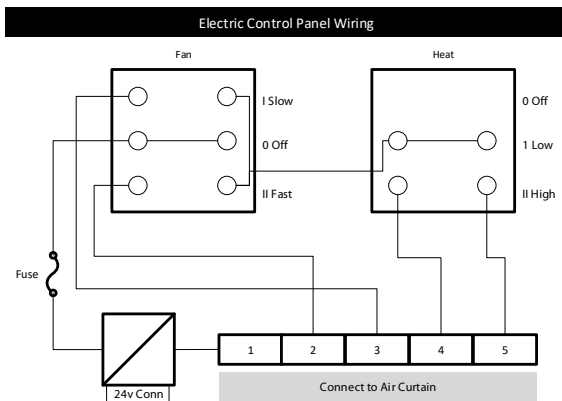 Electric Control Panel Wiring
Fan
Heat
I Slow
0 Off
0 Off
1 Low
II Fast
II High
Fuse
1 2 3 4 5
24v Conn
Connect to Air Curtain